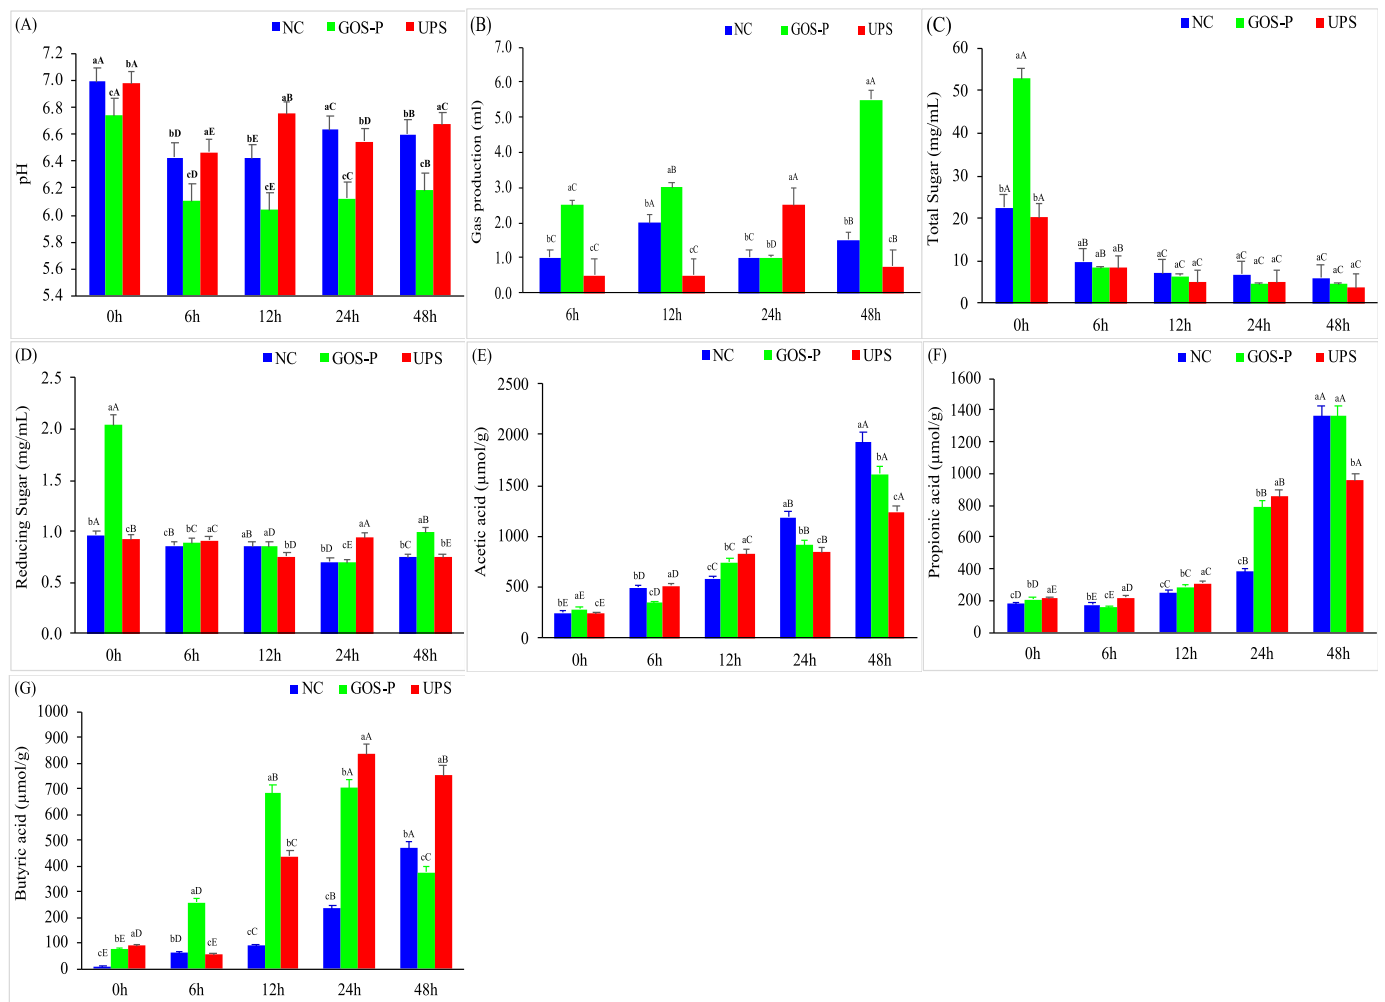 (A)
NC GOS-P UPS
pH
7.2
7.0
6.8
6.6
6.4
6.2
6.0
5.8
5.6
5.4
aA cA bA
bD cD aE
bE cE aB
aC cC bD
bB cB aC
0h 6h 12h 24h 48h
(B)
NC GOS-P UPS
Gas production (ml)
7.0
6.0
5.0
4.0
3.0
2.0
1.0
0.0
bC aC cC
bA aB cC
bC bD aA
bB aA cB
6h 12h 24h 48h
(C)
NC GOS-P UPS
Total Sugar (mg/mL)
60
50
40
30
20
10
0
bA aA bA
aB aB aB
aC aC aC
aC aC aC
aC aC aC
0h 6h 12h 24h 48h
(D)
NC GOS-P UPS
Reducing Sugar (mg/mL)
2.5
2.0
1.5
1.0
0.5
0.0
bA aA cB
cB bC aC
aB aD bD
bD cE aA
bC aB bE
0h 6h 12h 24h 48h
(E)
NC GOS-P UPS
Acetic acid (μmol/g)
2500
2000
1500
1000
500
0
bE aE cE
bD cD aD
cC bC aC
aB bB cB
aA bA cA
0h 6h 12h 24h 48h
(F)
NC GOS-P UPS
Propionic acid (μmol/g)
1600
1400
1200
1000
800
600
400
200
0
cD bD aE
bE cE aD
cC bC aC
cB bB aB
aA aA bA
0h 6h 12h 24h 48h
(G)
NC GOS-P UPS
Butyric acid (μmol/g)
1000
900
800
700
600
500
400
300
200
100
0
cE bE aD
bD aD cE
cC aB bC
cB bA aA
bA cC aB
0h 6h 12h 24h 48h